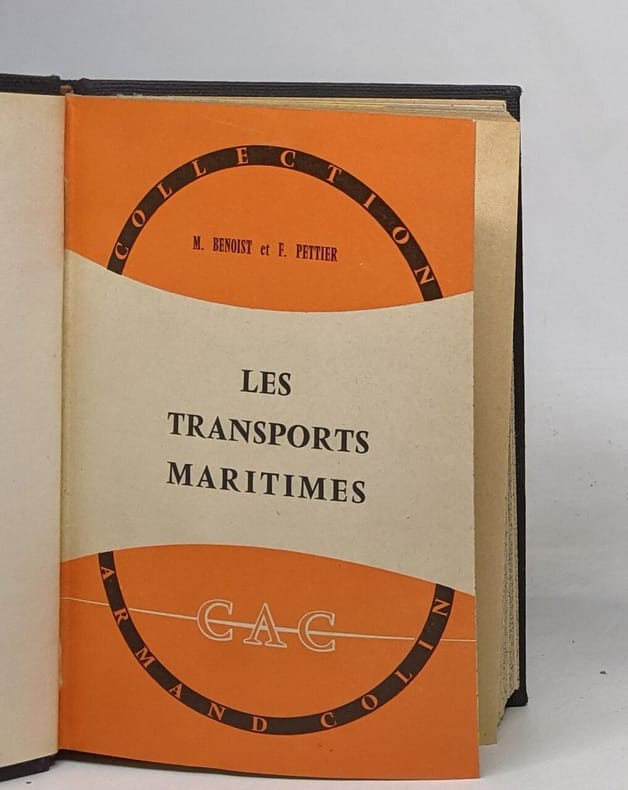 COLLECTION
M. BENOIST et F. PETTIER
LES
TRANSPORTS
MARITIMES
CAC
ARMAND COLIN